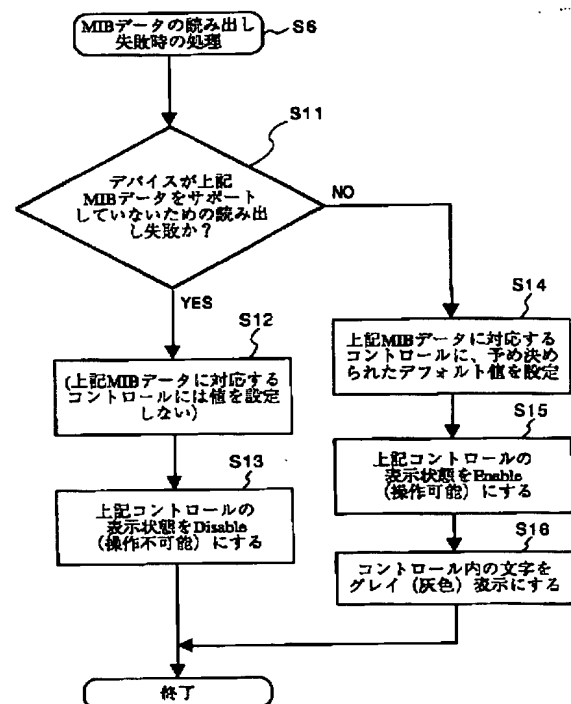 MIBデータの読み出し
失敗時の処理
S6
S11
デバイスが上記
MIBデータをサポート
していないための読み出
し失敗か？
NO
YES
S12
(上記MIBデータに対応する
コントロールには値を設定
しない)
S13
上記コントロールの
表示状態をDisable
(操作不可能) にする
S14
上記MIBデータに対応する
コントロールに、予め決め
られたデフォルト値を設定
S15
上記コントロールの
表示状態をEnable
(操作可能) にする
S16
コントロール内の文字を
グレイ (灰色) 表示にする
終了